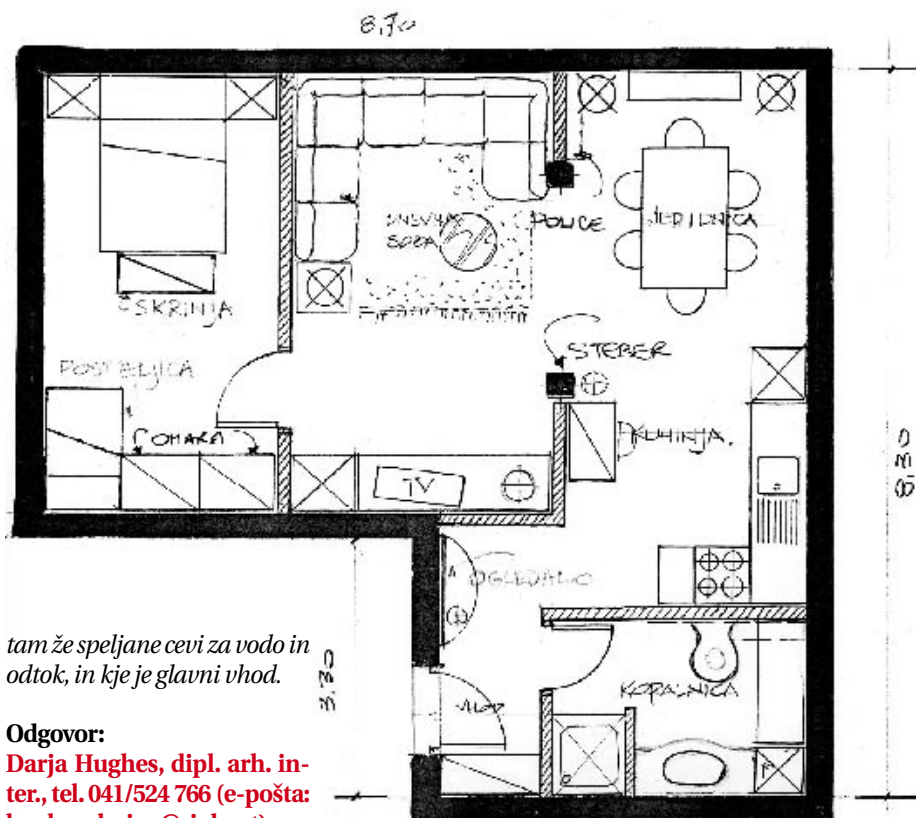 8,70
DNEVNA
SOBA
POLICE
JEDILNICA
SKRINJA
STEBER
POSTELJICA
OMARA
KUHINJA
TV
OGLEDALO
3,30
KOPALNICA
VHOD
tam že speljane cevi za vodo in
odtok, in kje je glavni vhod.
Odgovor:
Darja Hughes, dipl. arh. in-
ter., tel. 041/524 766 (e-pošta: